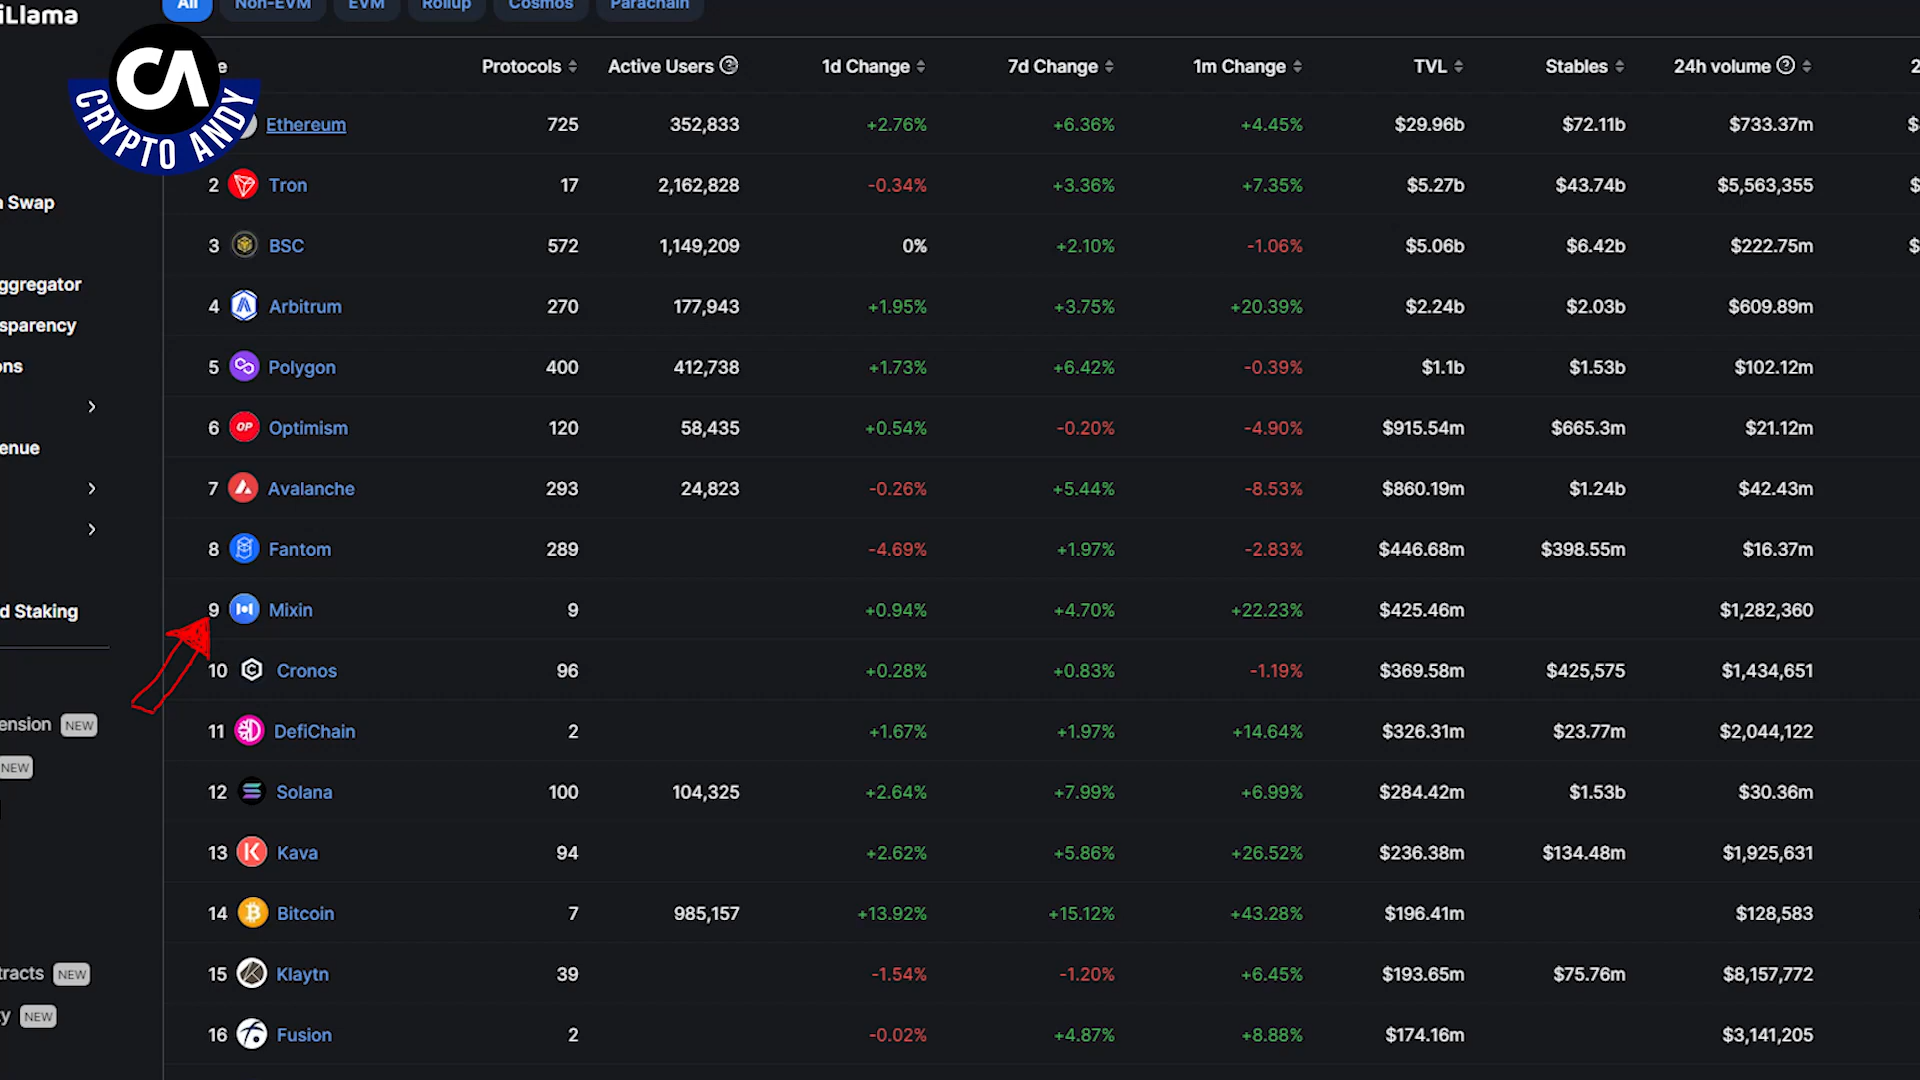 iLlama
All Non-EVM EVM Rollup Cosmos Parachain
CA
CRYPTO ANDY
e Protocols Active Users 1d Change 7d Change 1m Change TVL Stables 24h volume 2
Ethereum 725 352,833 +2.76% +6.36% +4.45% $29.96b $72.11b $733.37m $
2 Tron 17 2,162,828 -0.34% +3.36% +7.35% $5.27b $43.74b $5,563,355 $
3 BSC 572 1,149,209 0% +2.10% -1.06% $5.06b $6.42b $222.75m $
4 Arbitrum 270 177,943 +1.95% +3.75% +20.39% $2.24b $2.03b $609.89m
5 Polygon 400 412,738 +1.73% +6.42% -0.39% $1.1b $1.53b $102.12m
6 OP Optimism 120 58,435 +0.54% -0.20% -4.90% $915.54m $665.3m $21.12m
7 Avalanche 293 24,823 -0.26% +5.44% -8.53% $860.19m $1.24b $42.43m
8 Fantom 289 -4.69% +1.97% -2.83% $446.68m $398.55m $16.37m
9 Mixin 9 +0.94% +4.70% +22.23% $425.46m $1,282,360
10 Cronos 96 +0.28% +0.83% -1.19% $369.58m $425,575 $1,434,651
11 DefiChain 2 +1.67% +1.97% +14.64% $326.31m $23.77m $2,044,122
12 Solana 100 104,325 +2.64% +7.99% +6.99% $284.42m $1.53b $30.36m
13 Kava 94 +2.62% +5.86% +26.52% $236.38m $134.48m $1,925,631
14 Bitcoin 7 985,157 +13.92% +15.12% +43.28% $196.41m $128,583
15 Klaytn 39 -1.54% -1.20% +6.45% $193.65m $75.76m $8,157,772
16 Fusion 2 -0.02% +4.87% +8.88% $174.16m $3,141,205
n Swap
ggregator
sparency
ons
enue
d Staking
ension NEW
NEW
tracts NEW
y NEW